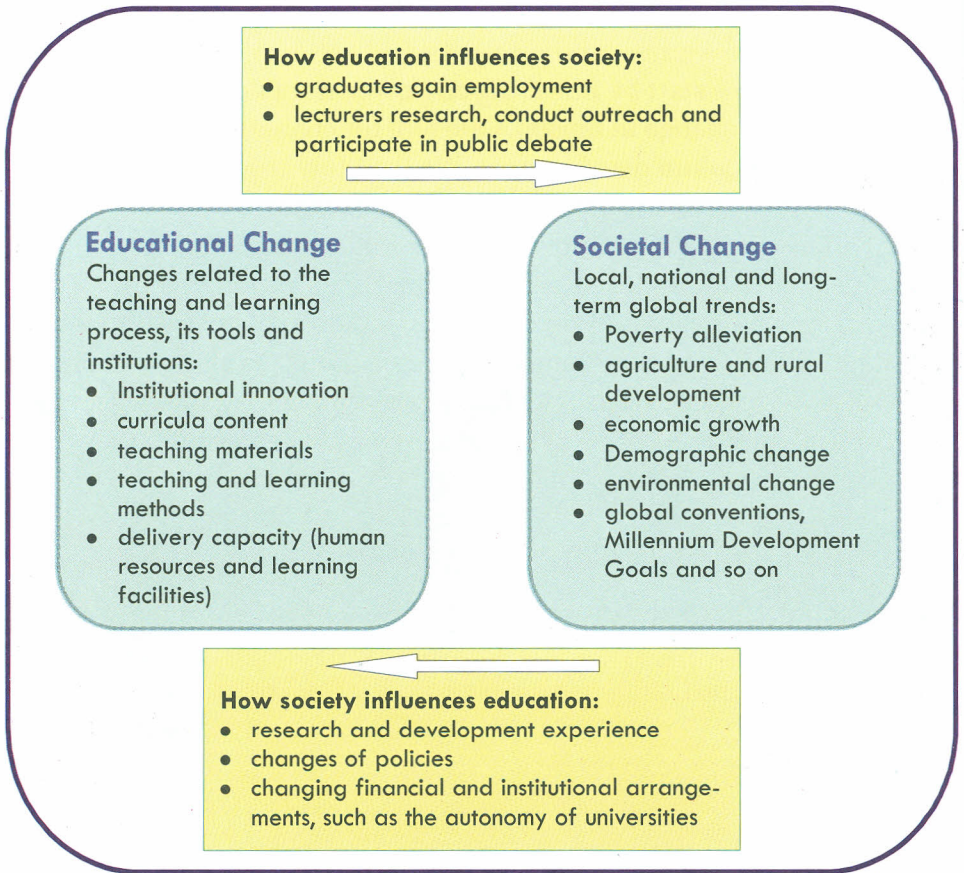 How education influences society:
• graduates gain employment
• lecturers research, conduct outreach and
participate in public debate
Educational Change
Changes related to the
teaching and learning
process, its tools and
institutions:
• Institutional innovation
• curricula content
• teaching materials
• teaching and learning
methods
• delivery capacity (human
resources and learning
facilities)
Societal Change
Local, national and long-
term global trends:
• Poverty alleviation
• agriculture and rural
development
• economic growth
• Demographic change
• environmental change
• global conventions,
Millennium Development
Goals and so on
How society influences education:
• research and development experience
• changes of policies
• changing financial and institutional arrange-
ments, such as the autonomy of universities